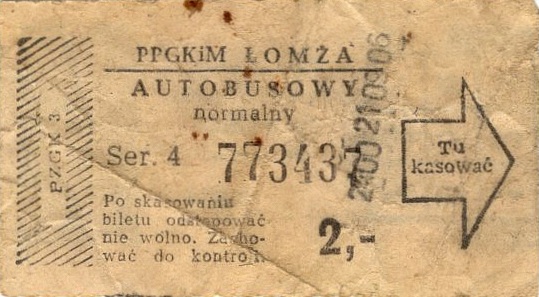 PPGKiM ŁOMŻA
AUTOBUSOWY
normalny
PZGK 3
Ser. 4 773437
Tu
kasować
Po skasowaniu
biletu odstępować
nie wolno. Zacho-
wać do kontroli.
2,-